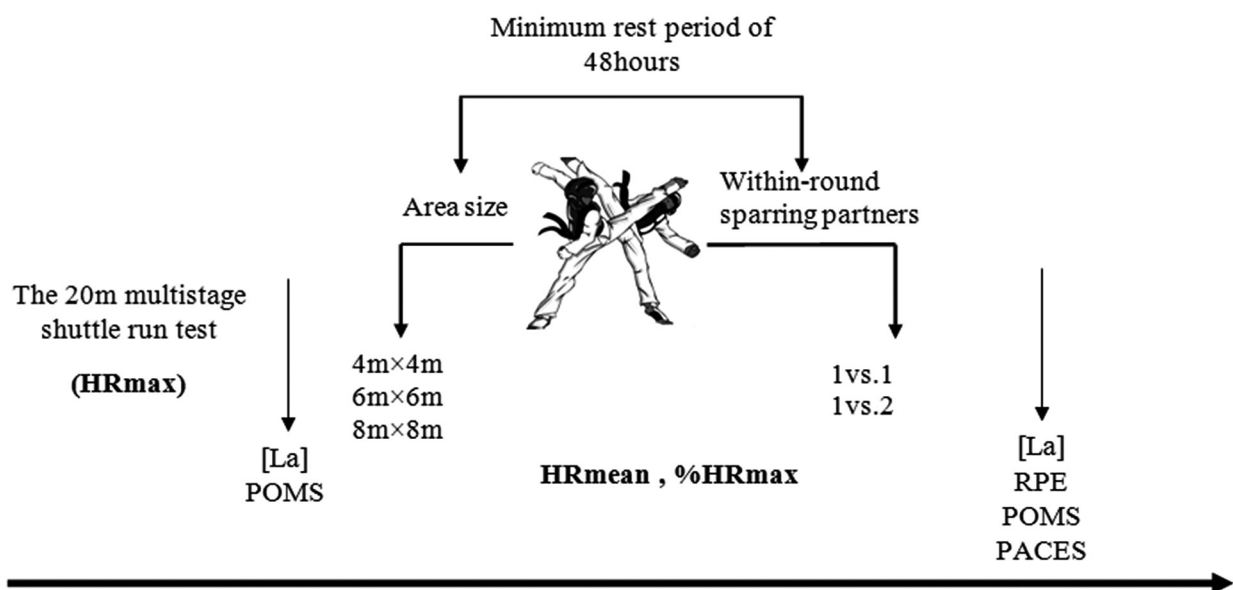 Minimum rest period of
48hours
Area size
Within-round
sparring partners
The 20m multistage
shuttle run test
(HRmax)
4m×4m
6m×6m
8m×8m
1vs.1
1vs.2
[La]
POMS
HRmean , %HRmax
[La]
RPE
POMS
PACES